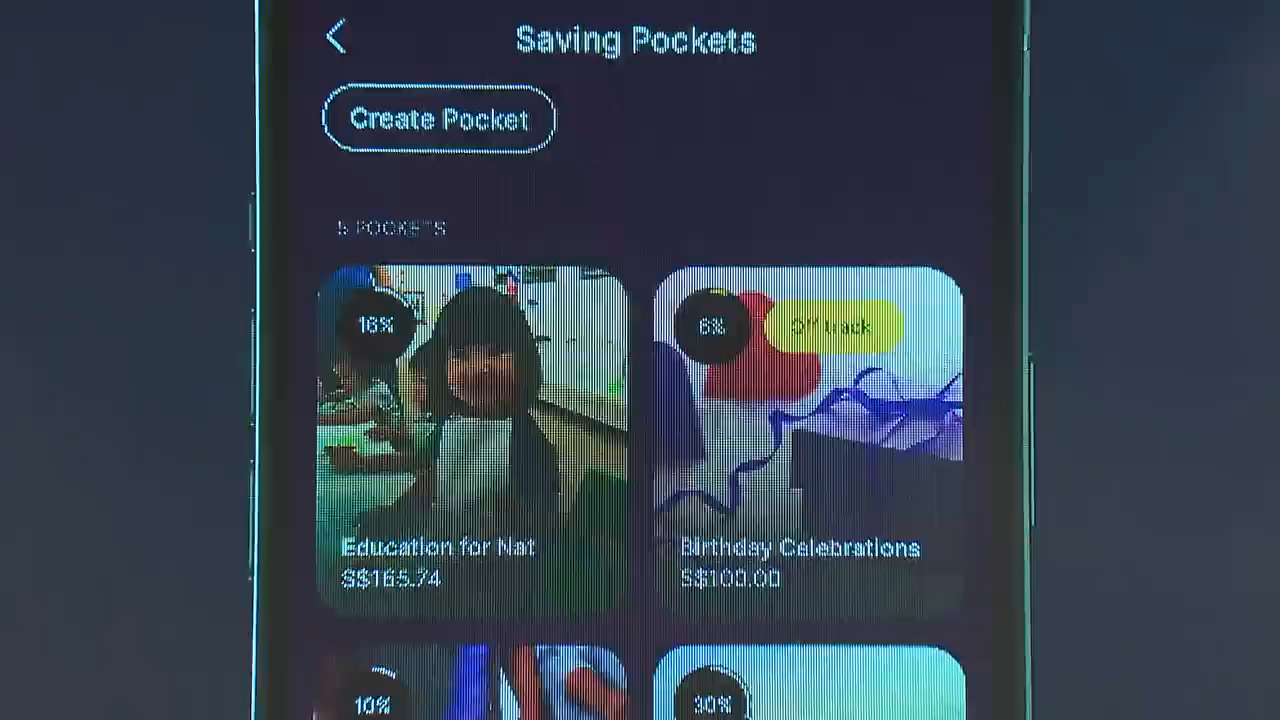 Saving Pockets
Create Pocket
5 POCKETS
16%
6%
Off track
Education for Nat
S$165.74
Birthday Celebrations
S$100.00
10%
30%